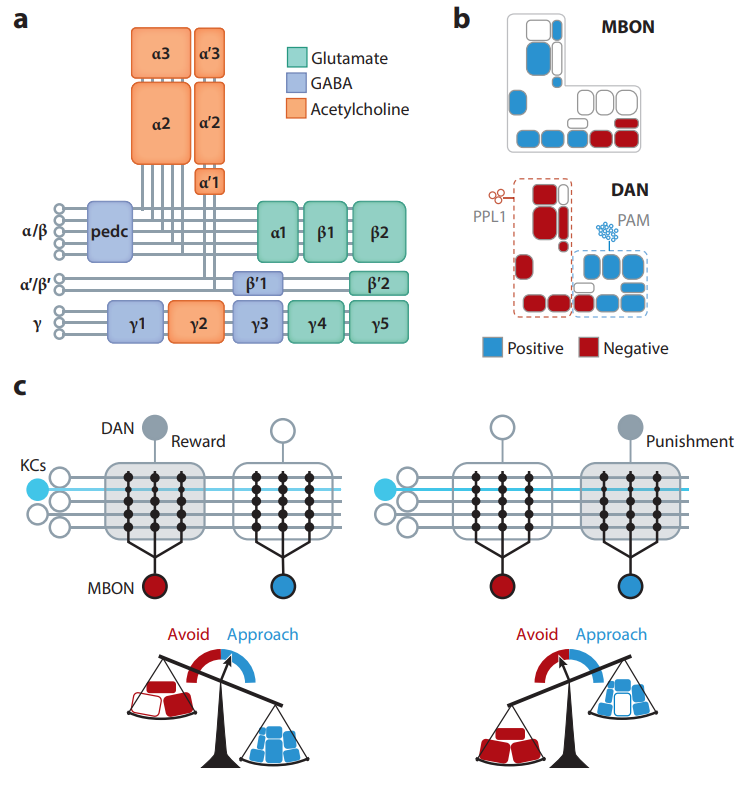 a
α3
α′3
α2
α′2
α′1
Glutamate
GABA
Acetylcholine
α/β
pedc
α1
β1
β2
α′/β′
β′1
β′2
γ
γ1
γ2
γ3
γ4
γ5
b
MBON
DAN
PPL1
PAM
Positive
Negative
c
DAN
Reward
KCs
MBON
Punishment
Avoid
Approach
Avoid
Approach